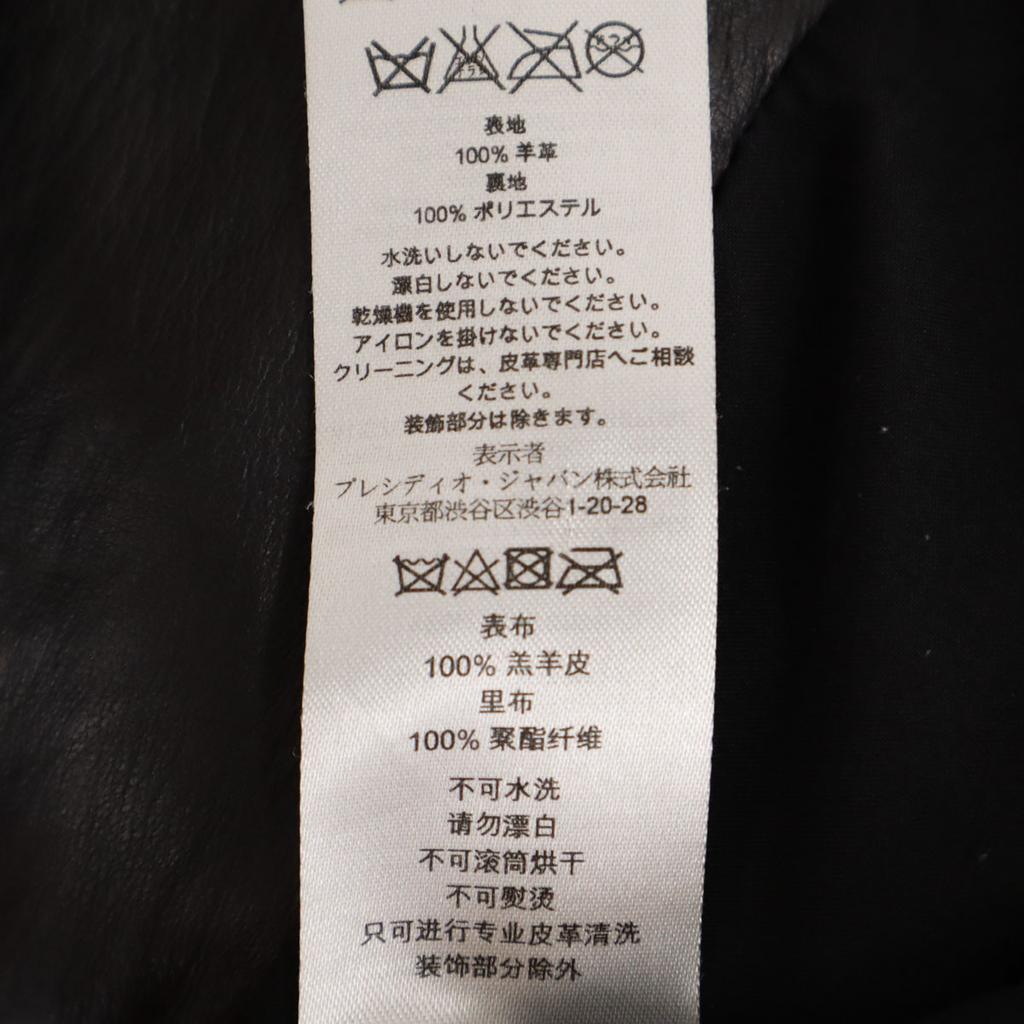 表地
100% 羊革
裏地
100% ポリエステル
水洗いしないでください。
漂白しないでください。
乾燥機を使用しないでください。
アイロンを掛けないでください。
クリーニングは、皮革専門店へご相談
ください。
装飾部分は除きます。
表示者
プレシディオ・ジャパン株式会社
東京都渋谷区渋谷1-20-28
表布
100% 羔羊皮
里布
100% 聚酯纤维
不可水洗
请勿漂白
不可滚筒烘干
不可熨烫
只可进行专业皮革清洗
装饰部分除外